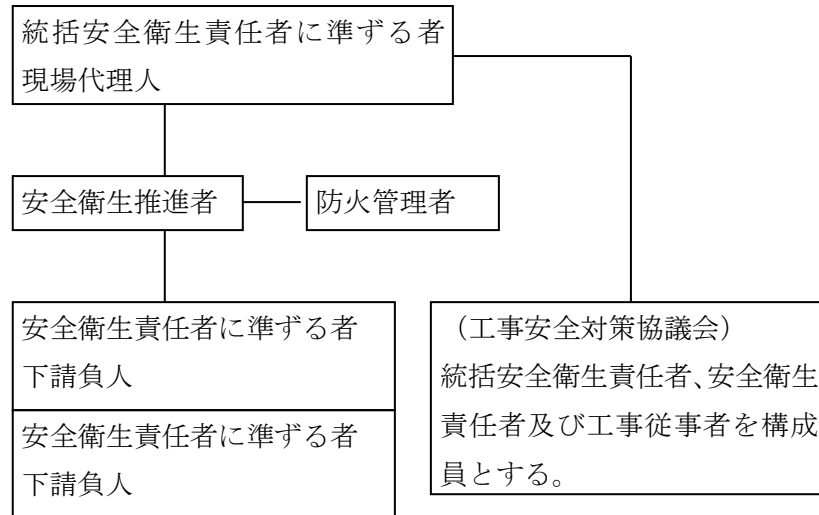 統括安全衛生責任者に準ずる者
現場代理人
安全衛生推進者
防火管理者
安全衛生責任者に準ずる者
下請負人
安全衛生責任者に準ずる者
下請負人
（工事安全対策協議会）
統括安全衛生責任者、安全衛生
責任者及び工事従事者を構成
員とする。